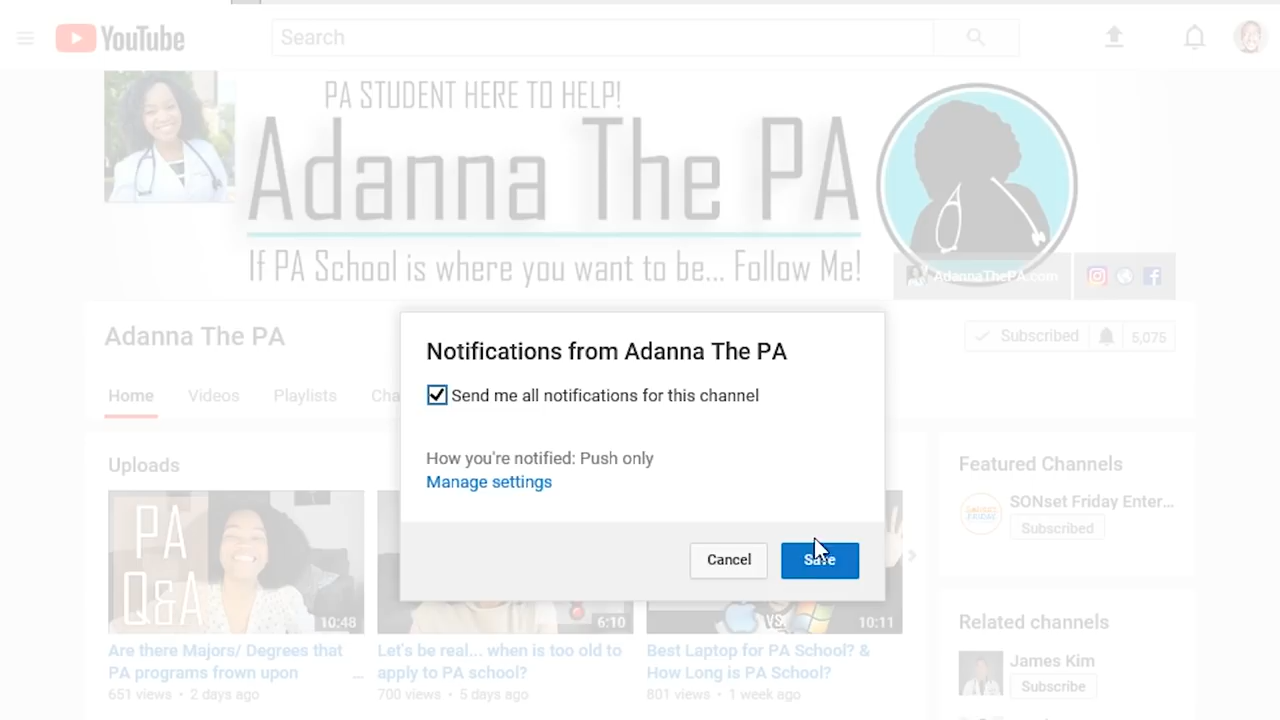 YouTube
Search
PA STUDENT HERE TO HELP!
Adanna The PA
If PA School is where you want to be... Follow Me!
AdannaThePA.com
Adanna The PA
Subscribed
5,075
Home
Videos
Playlists
Cha
Notifications from Adanna The PA
Send me all notifications for this channel
How you're notified: Push only
Manage settings
Cancel
Save
Uploads
PA
Q&A
10:48
6:10
VS.
10:11
Are there Majors/ Degrees that
PA programs frown upon
651 views • 2 days ago
Let's be real... when is too old to
apply to PA school?
700 views • 5 days ago
Best Laptop for PA School? &
How Long is PA School?
801 views • 1 week ago
Featured Channels
SONset Friday Enter...
Subscribed
Related channels
James Kim
Subscribe